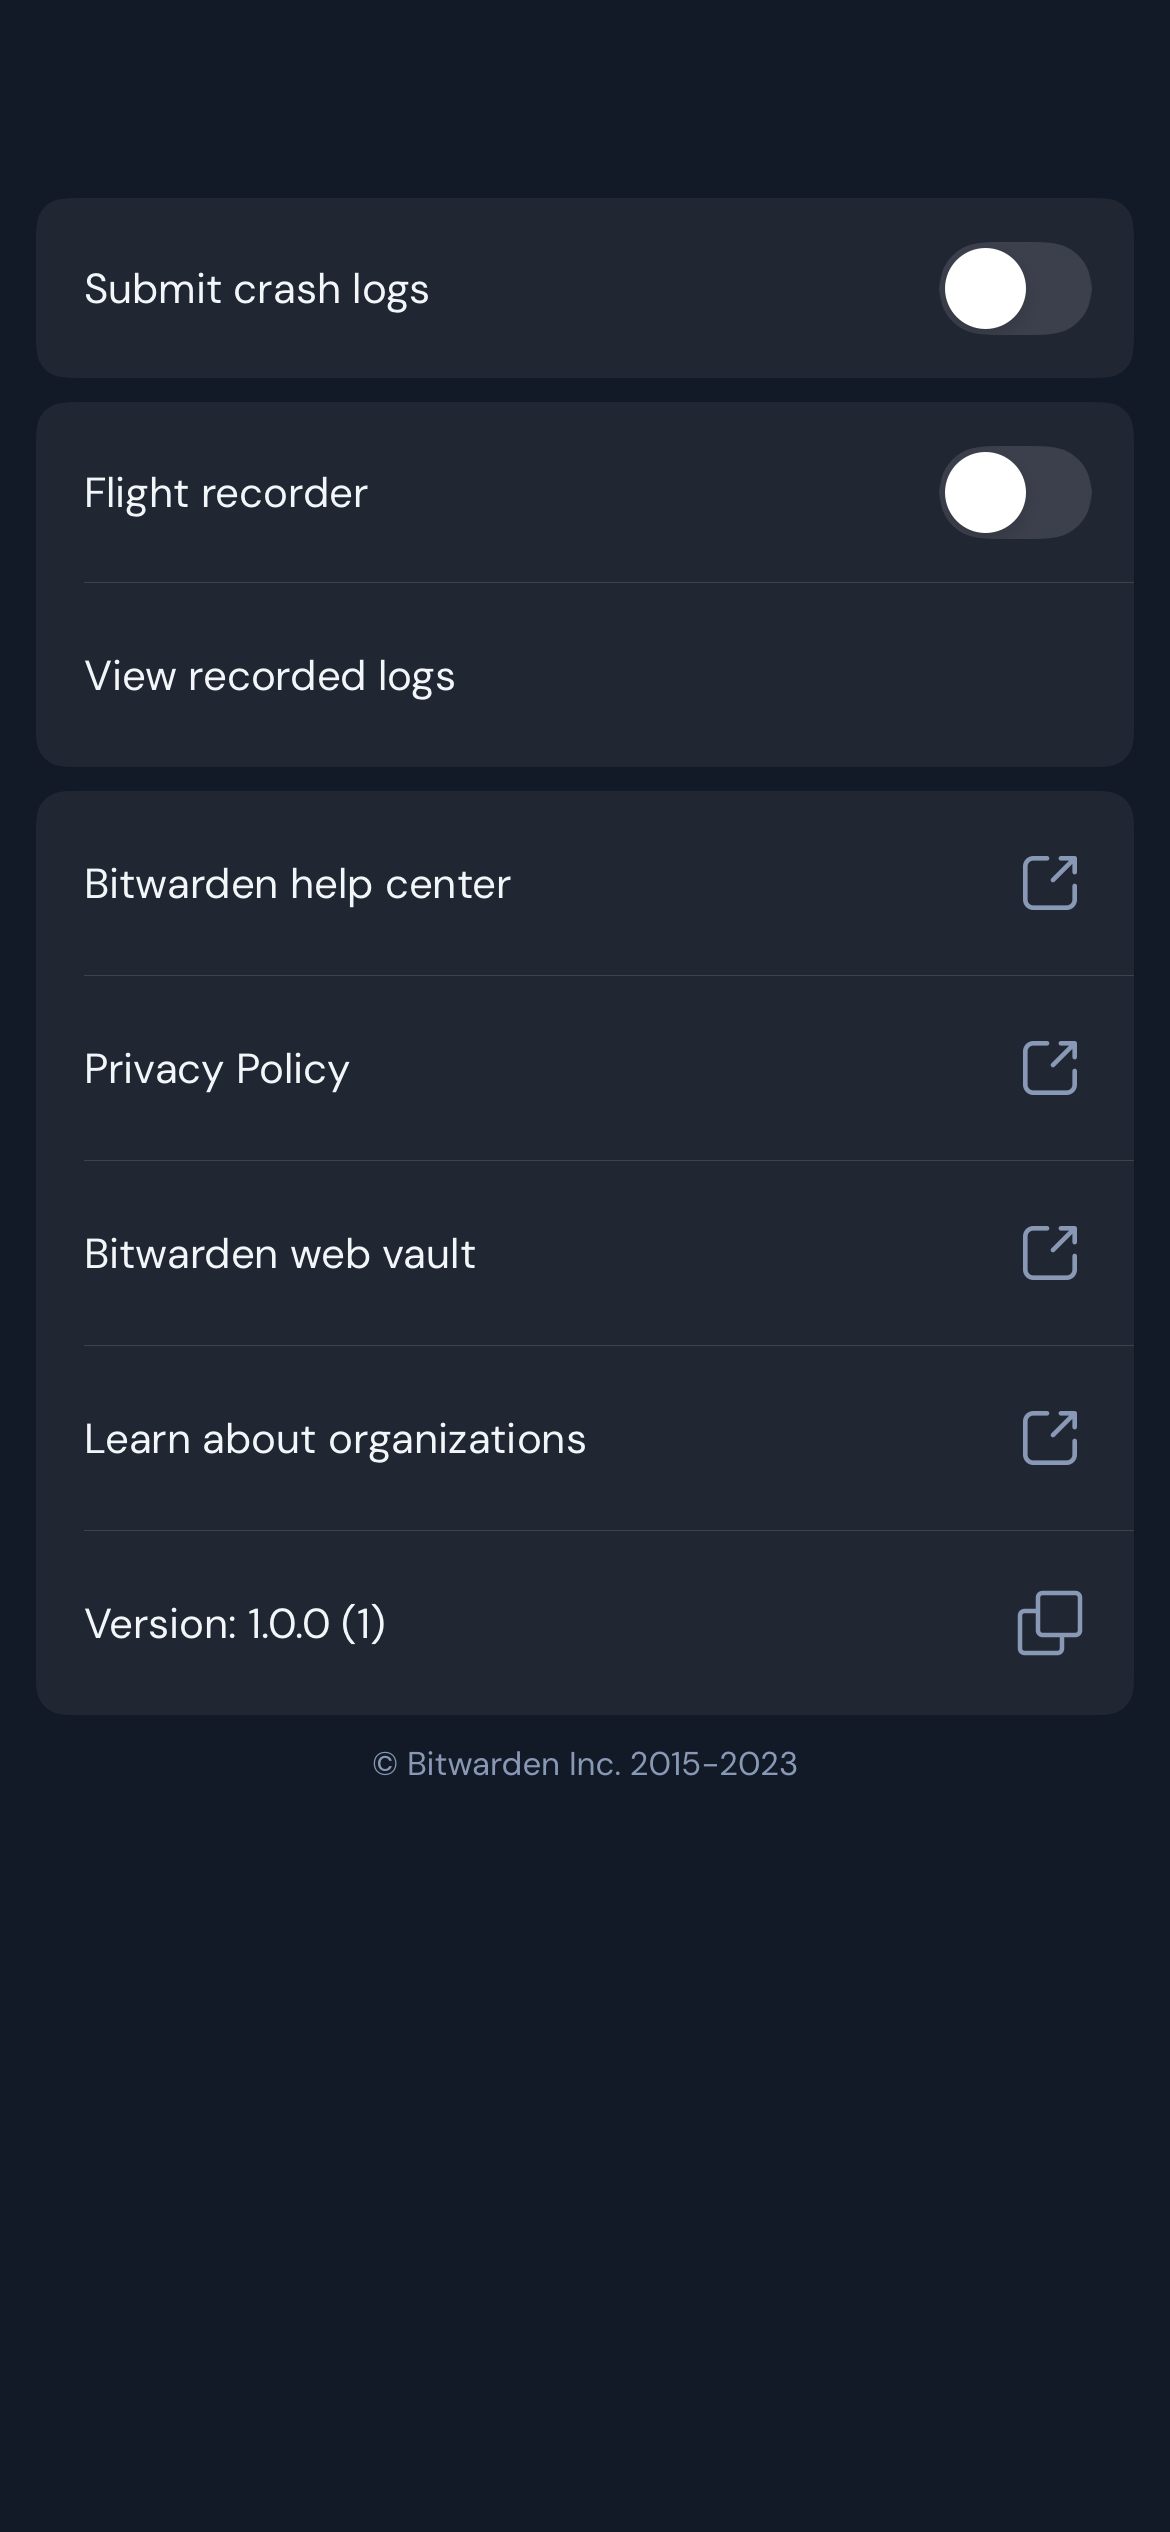 Submit crash logs
Flight recorder
View recorded logs
Bitwarden help center
Privacy Policy
Bitwarden web vault
Learn about organizations
Version: 1.0.0 (1)
© Bitwarden Inc. 2015-2023